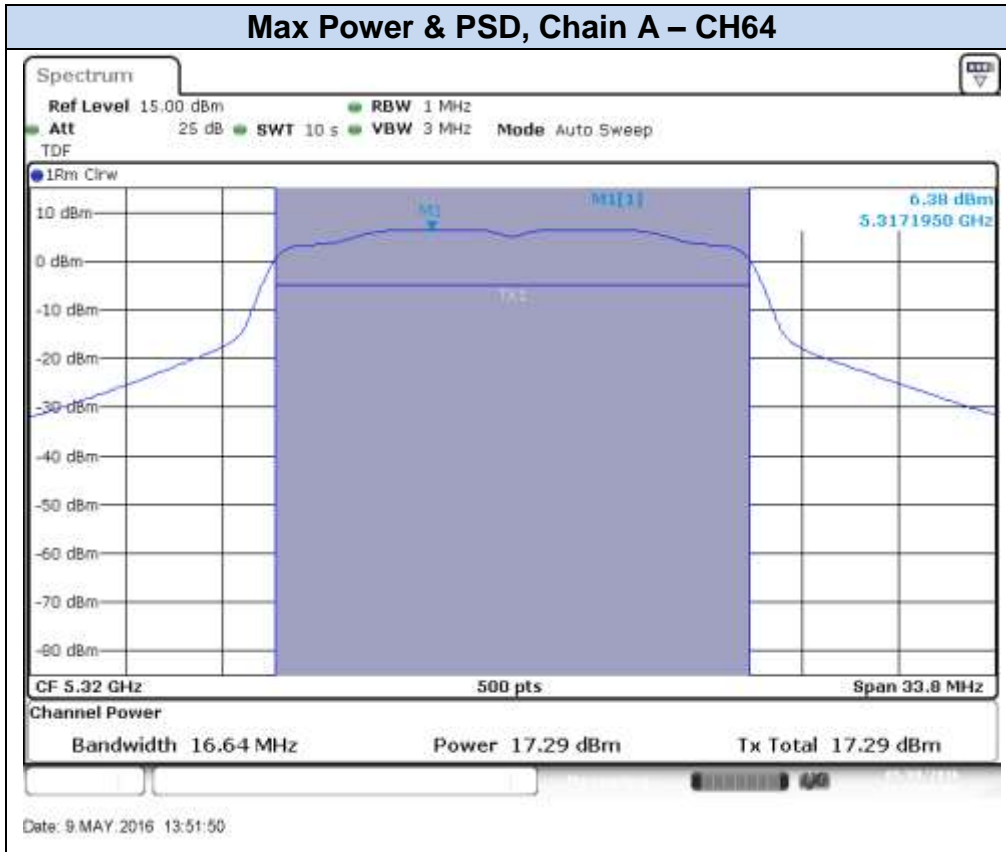 Max Power & PSD, Chain A – CH64
Spectrum
Ref Level 15.00 dBm RBW 1 MHz
Att 25 dB SWT 10 s VBW 3 MHz Mode Auto Sweep
TDF
1Rm Clrw
M1[1] 6.38 dBm
5.3171950 GHz
M1
10 dBm
0 dBm
TX1
-10 dBm
-20 dBm
-30 dBm
-40 dBm
-50 dBm
-60 dBm
-70 dBm
-80 dBm
CF 5.32 GHz 500 pts Span 33.8 MHz
Channel Power
Bandwidth 16.64 MHz Power 17.29 dBm Tx Total 17.29 dBm
Date: 9.MAY.2016 13:51:50